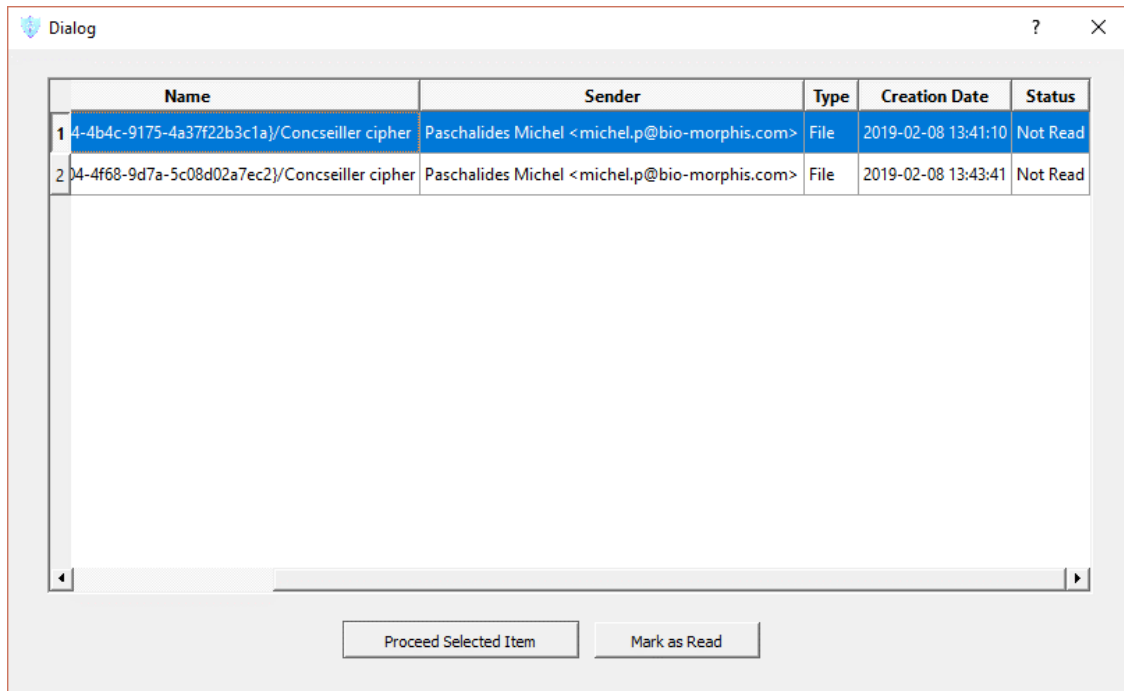 Dialog ? ×
Name Sender Type Creation Date Status
1 4-4b4c-9175-4a37f22b3c1a}/Concseiller cipher Paschalides Michel <michel.p@bio-morphis.com> File 2019-02-08 13:41:10 Not Read
2 04-4f68-9d7a-5c08d02a7ec2}/Concseiller cipher Paschalides Michel <michel.p@bio-morphis.com> File 2019-02-08 13:43:41 Not Read
Proceed Selected Item Mark as Read